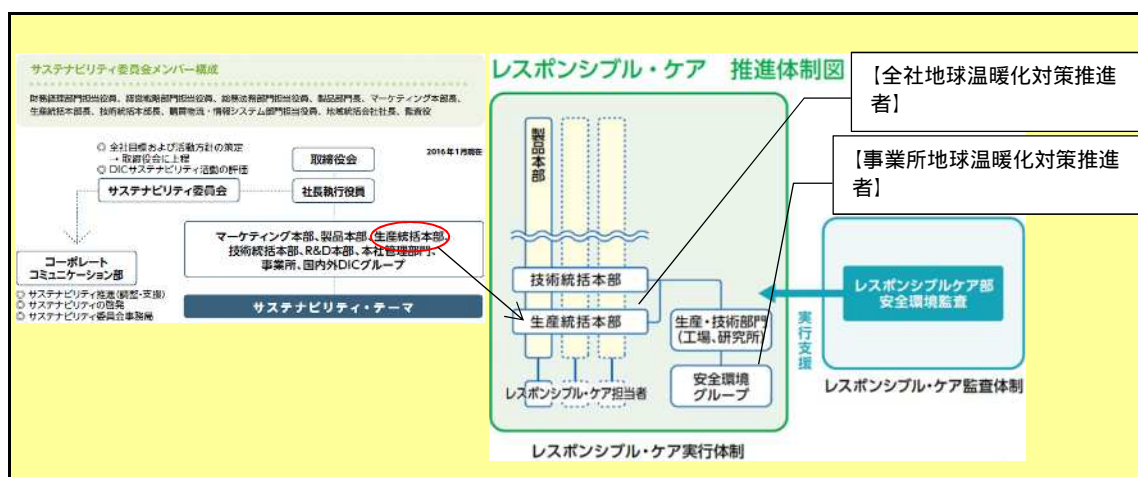 サステナビリティ委員会メンバー構成
財務経理部門担当役員、経営戦略部門担当役員、総務法務部門担当役員、製品部門長、マーケティング本部長、
生産統括本部長、技術統括本部長、購買物流・情報システム部門担当役員、地域統括会社社長、監査役
◎ 全社目標および活動方針の策定
→ 取締役会に上程
◎ DICサステナビリティ活動の評価
2016年1月現在
取締役会
サステナビリティ委員会
社長執行役員
マーケティング本部、製品本部、生産統括本部、
技術統括本部、R&D本部、本社管理部門、
事業所、国内外DICグループ
コーポレート
コミュニケーション部
◎ サステナビリティ推進（調整・支援）
◎ サステナビリティの啓発
◎ サステナビリティ委員会事務局
サステナビリティ・テーマ
レスポンシブル・ケア 推進体制図
製品本部
技術統括本部
生産統括本部
生産・技術部門
（工場、研究所）
レスポンシブル・ケア担当者
安全環境
グループ
レスポンシブル・ケア実行体制
【全社地球温暖化対策推進
者】
【事業所地球温暖化対策推進
者】
レスポンシブルケア部
安全環境監査
実行支援
レスポンシブル・ケア監査体制